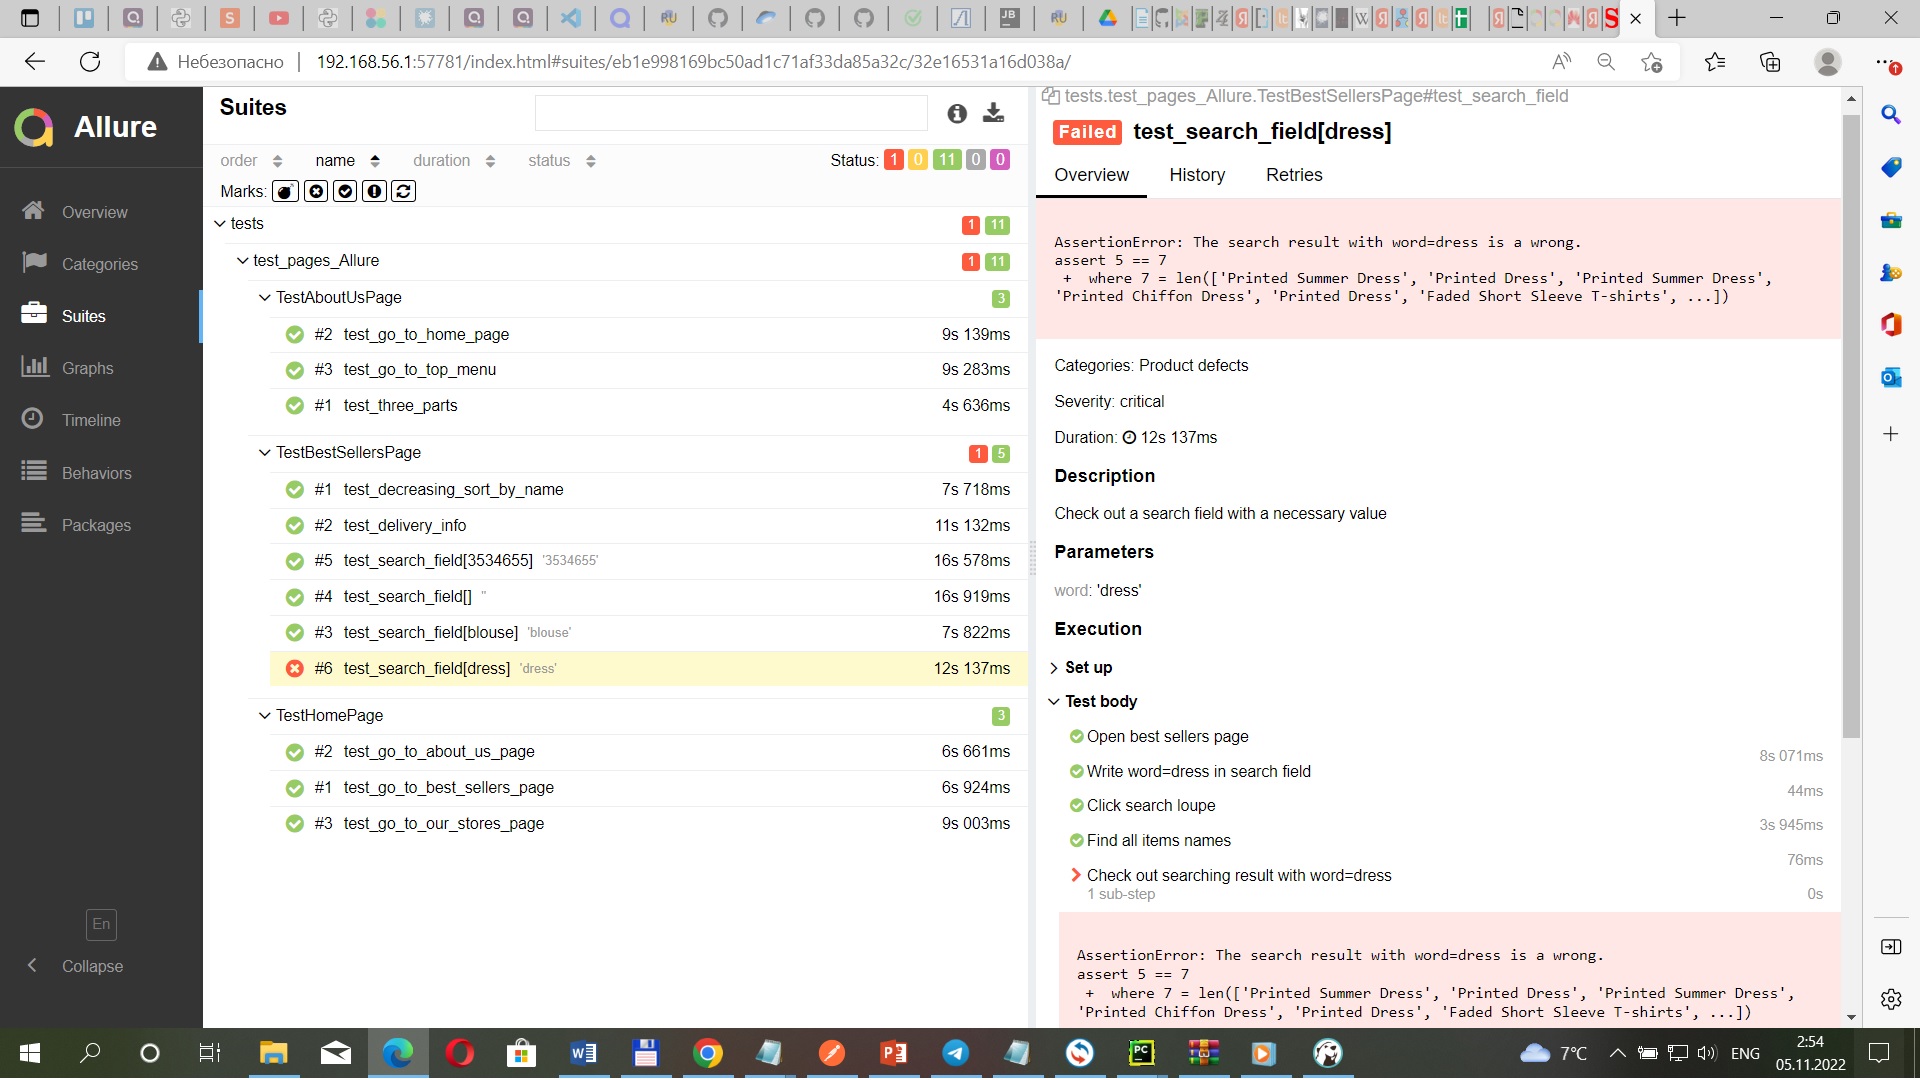 Небезопасно
192.168.56.1:57781/index.html#suites/eb1e998169bc50ad1c71af33da85a32c/32e16531a16d038a/
Allure
Overview
Categories
Suites
Graphs
Timeline
Behaviors
Packages
En
Collapse
Suites
order name duration status Status: 1 0 11 0 0
Marks:
tests 1 11
test_pages_Allure 1 11
TestAboutUsPage 3
#2 test_go_to_home_page 9s 139ms
#3 test_go_to_top_menu 9s 283ms
#1 test_three_parts 4s 636ms
TestBestSellersPage 1 5
#1 test_decreasing_sort_by_name 7s 718ms
#2 test_delivery_info 11s 132ms
#5 test_search_field[3534655] '3534655' 16s 578ms
#4 test_search_field[] '' 16s 919ms
#3 test_search_field[blouse] 'blouse' 7s 822ms
#6 test_search_field[dress] 'dress' 12s 137ms
TestHomePage 3
#2 test_go_to_about_us_page 6s 661ms
#1 test_go_to_best_sellers_page 6s 924ms
#3 test_go_to_our_stores_page 9s 003ms
tests.test_pages_Allure.TestBestSellersPage#test_search_field
Failed test_search_field[dress]
Overview History Retries
AssertionError: The search result with word=dress is a wrong.
assert 5 == 7
+ where 7 = len(['Printed Summer Dress', 'Printed Dress', 'Printed Summer Dress',
'Printed Chiffon Dress', 'Printed Dress', 'Faded Short Sleeve T-shirts', ...])
Categories: Product defects
Severity: critical
Duration: 12s 137ms
Description
Check out a search field with a necessary value
Parameters
word: 'dress'
Execution
Set up
Test body
Open best sellers page
8s 071ms
Write word=dress in search field
44ms
Click search loupe
3s 945ms
Find all items names
76ms
Check out searching result with word=dress
1 sub-step 0s
AssertionError: The search result with word=dress is a wrong.
assert 5 == 7
+ where 7 = len(['Printed Summer Dress', 'Printed Dress', 'Printed Summer Dress',
'Printed Chiffon Dress', 'Printed Dress', 'Faded Short Sleeve T-shirts', ...])
7°C
ENG
2:54
05.11.2022